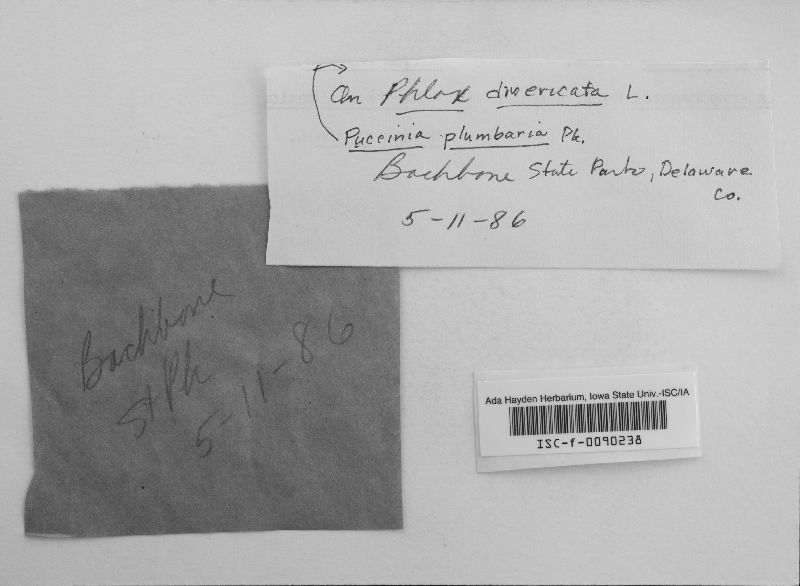 On Phlox divericata L.
Puccinia plumbaria Pk.
Backbone State Park, Delaware
Co.
5-11-86
Backbone
St Pk
5-11-86
Ada Hayden Herbarium, Iowa State Univ.-ISC/IA
ISC-f-0090238